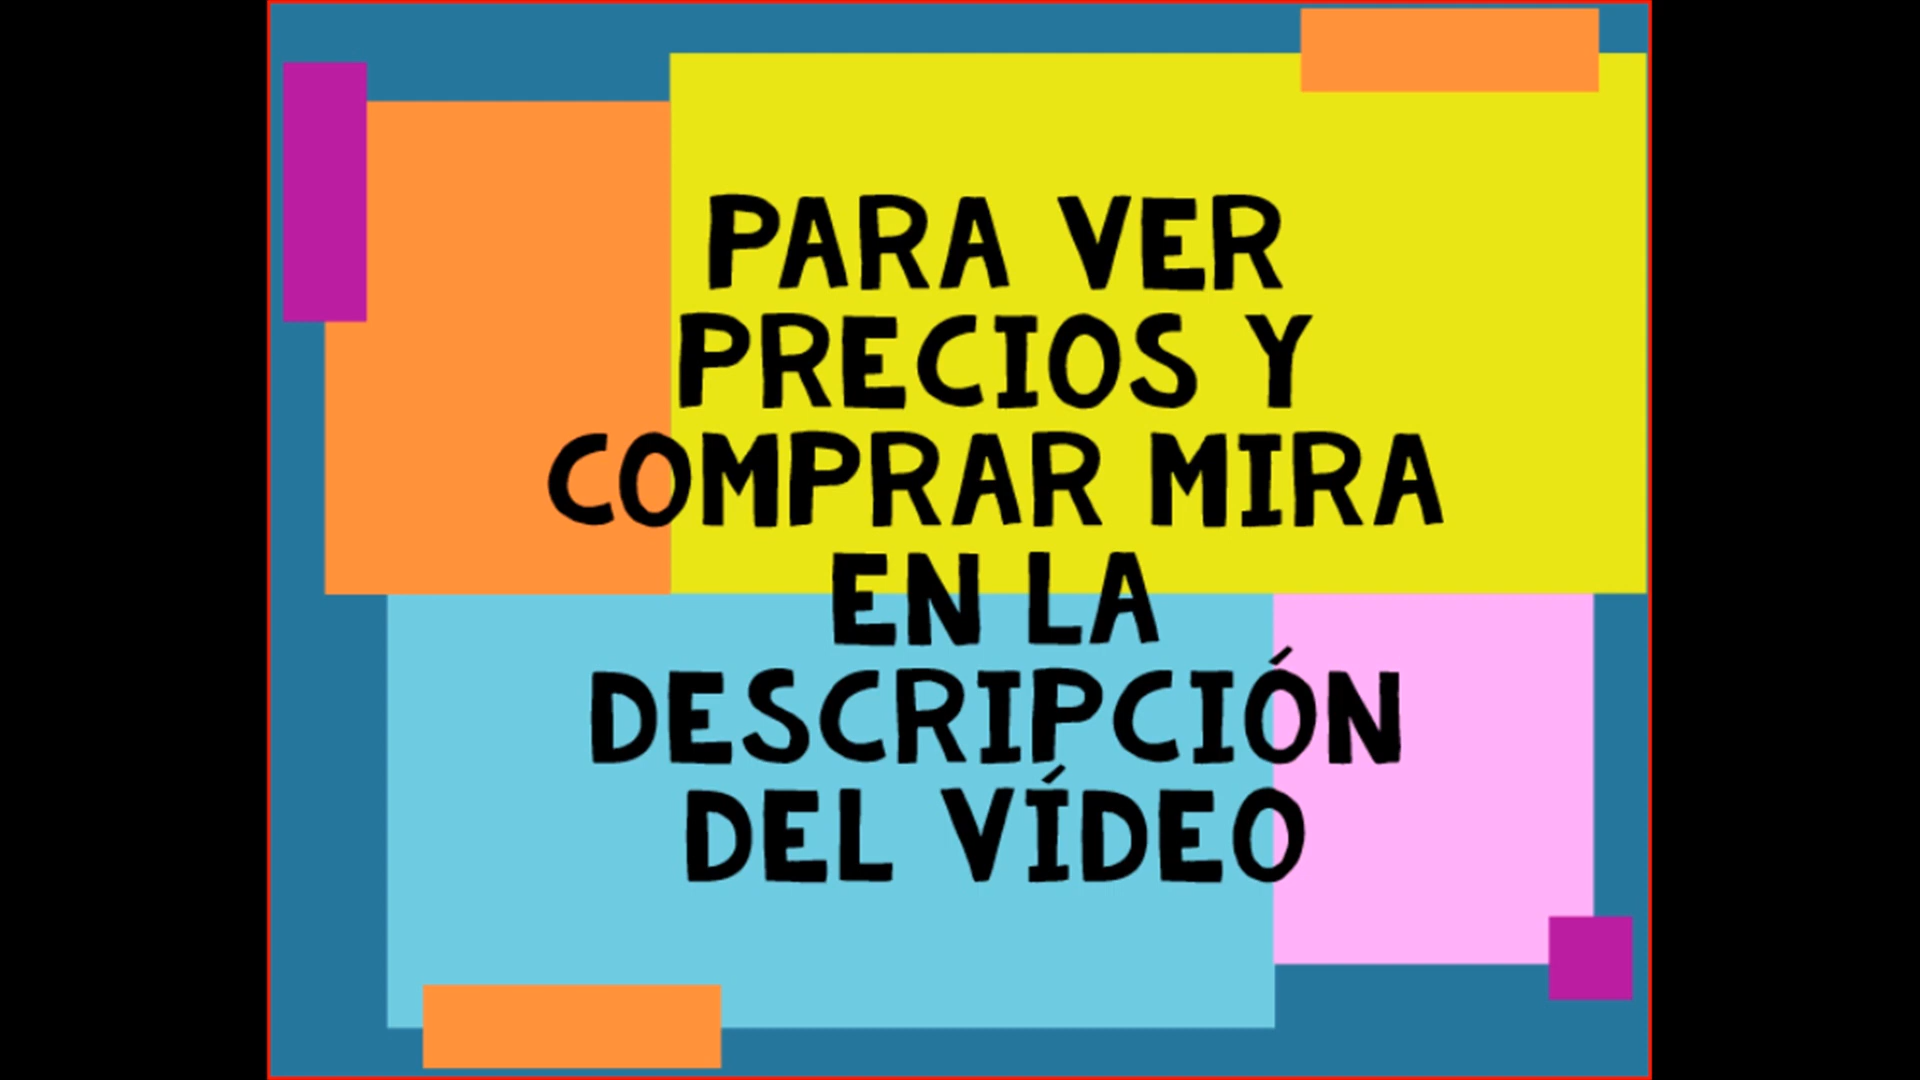 PARA VER
PRECIOS Y
COMPRAR MIRA
EN LA
DESCRIPCIÓN
DEL VÍDEO